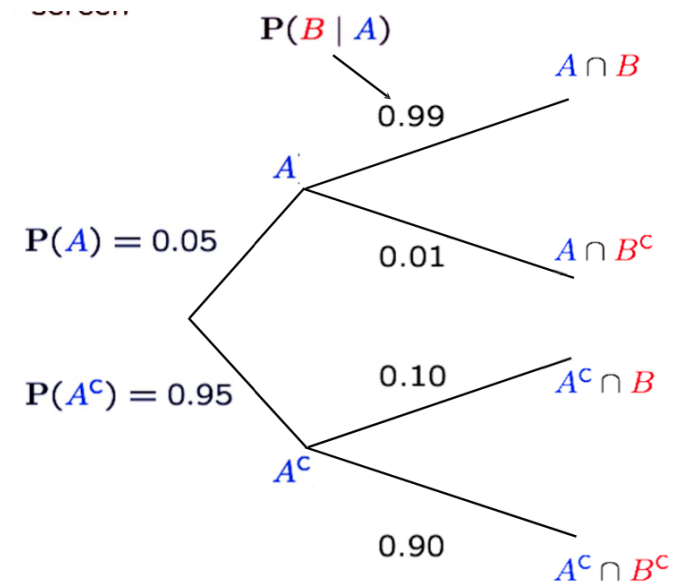 P(B | A)
A ∩ B
0.99
A
P(A) = 0.05
A ∩ Bᶜ
0.01
0.10
Aᶜ ∩ B
P(Aᶜ) = 0.95
Aᶜ
0.90
Aᶜ ∩ Bᶜ